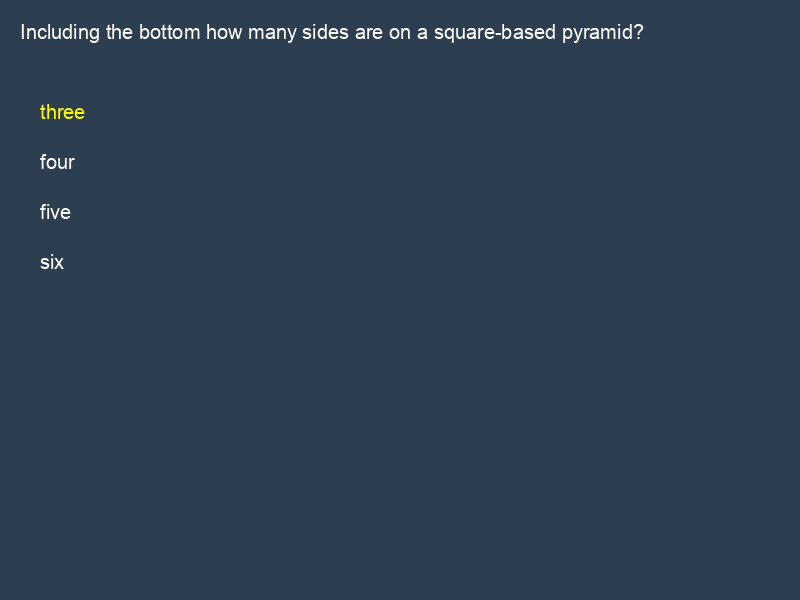 Including the bottom how many sides are on a square-based pyramid?
three
four
five
six